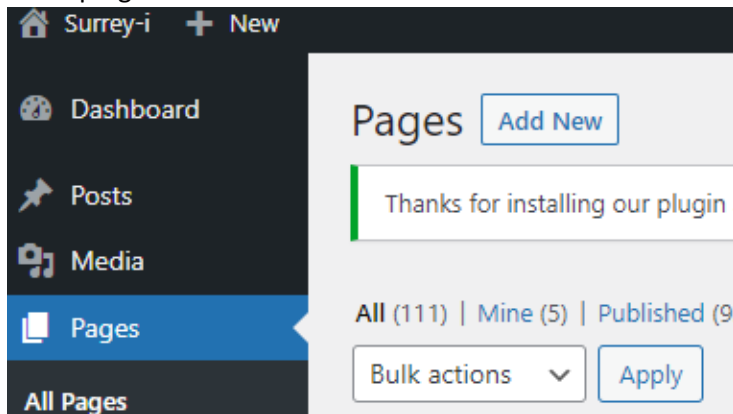 Surrey-i + New
Dashboard
Posts
Media
Pages
All Pages
Pages Add New
Thanks for installing our plugin
All (111) | Mine (5) | Published (9
Bulk actions Apply